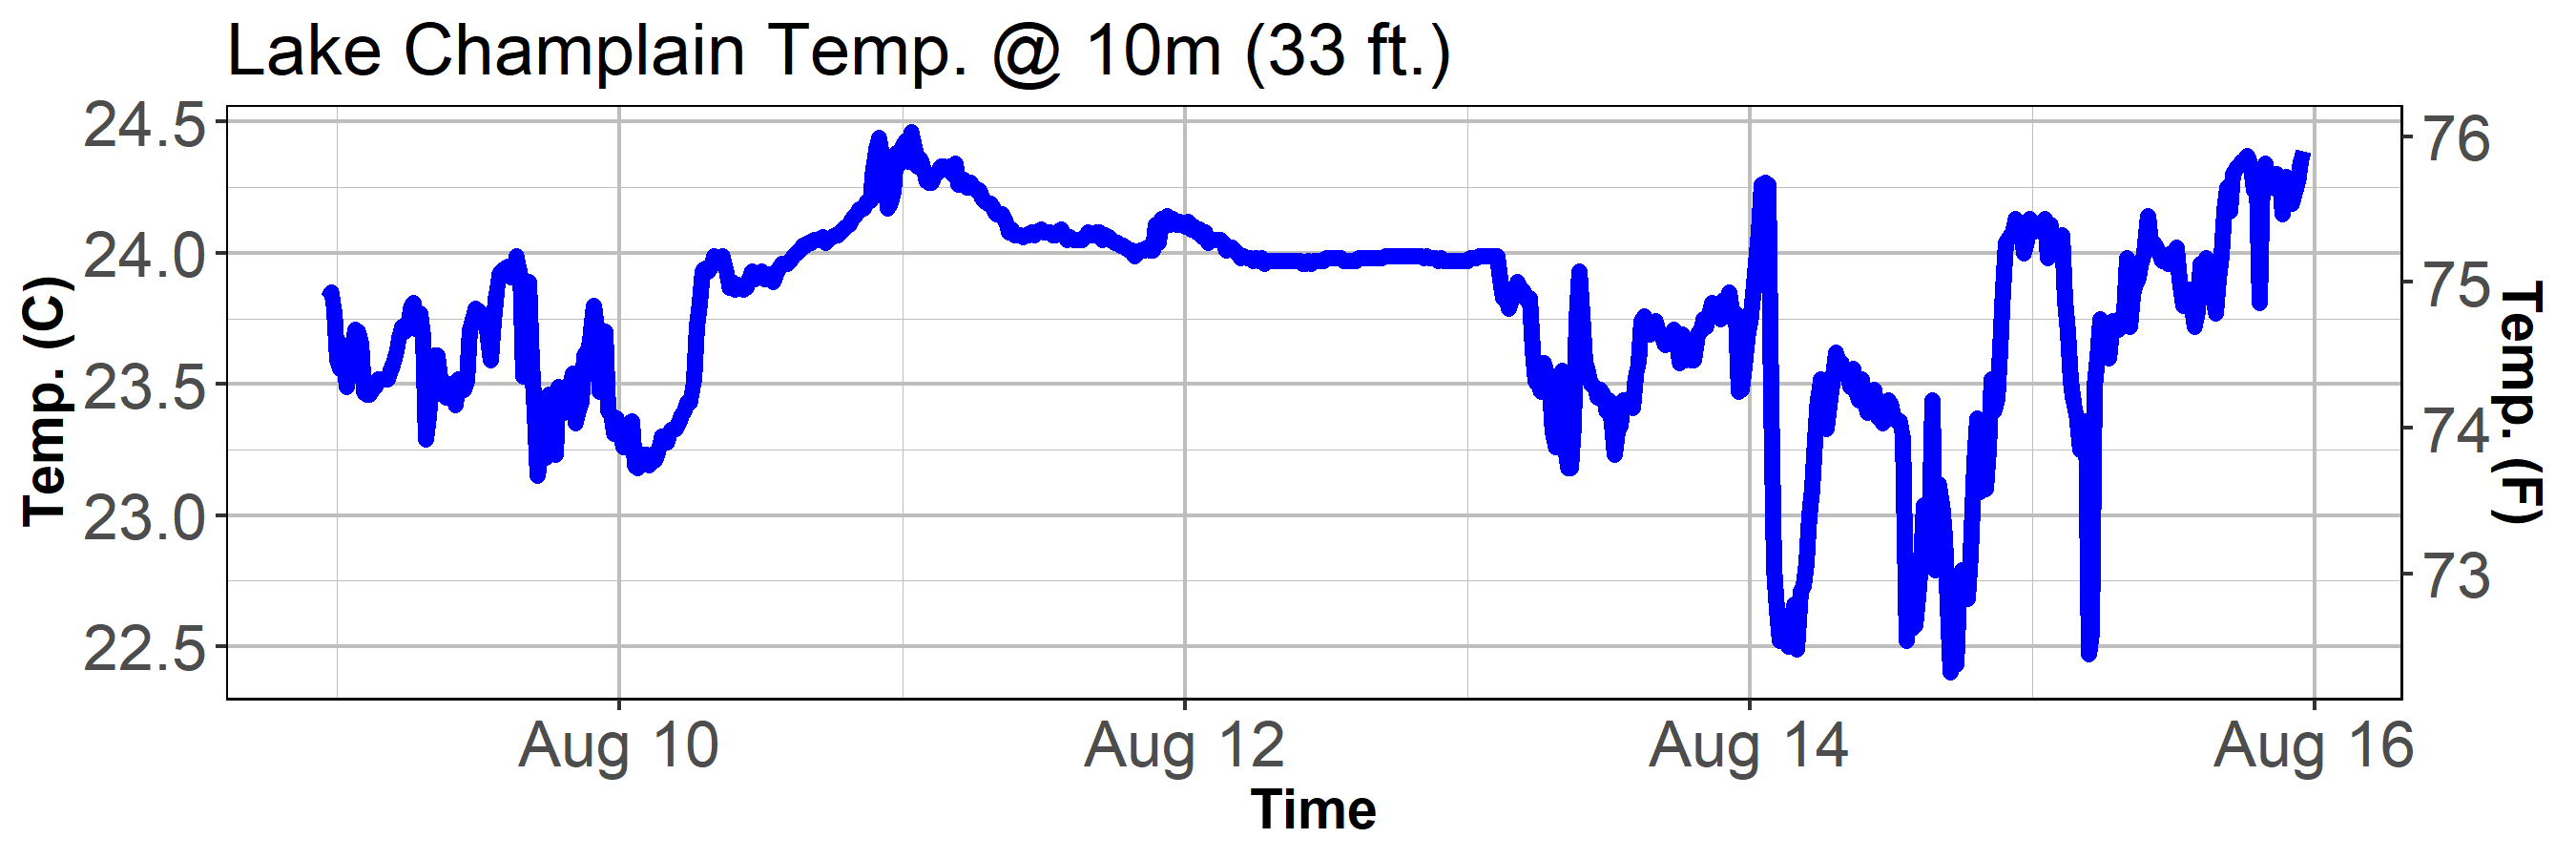 Lake Champlain Temp. @ 10m (33 ft.)
24.5
24.0
23.5
23.0
22.5
Temp. (C)
76
75
74
73
Temp. (F)
Aug 10
Aug 12
Aug 14
Aug 16
Time